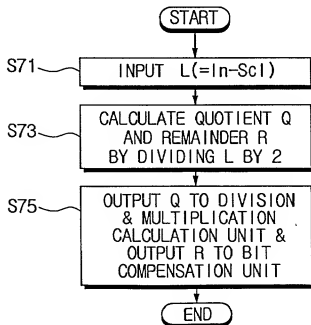 START
S71
INPUT L(=In-Scl)
S73
CALCULATE QUOTIENT Q
AND REMAINDER R
BY DIVIDING L BY 2
S75
OUTPUT Q TO DIVISION
& MULTIPLICATION
CALCULATION UNIT &
OUTPUT R TO BIT
COMPENSATION UNIT
END